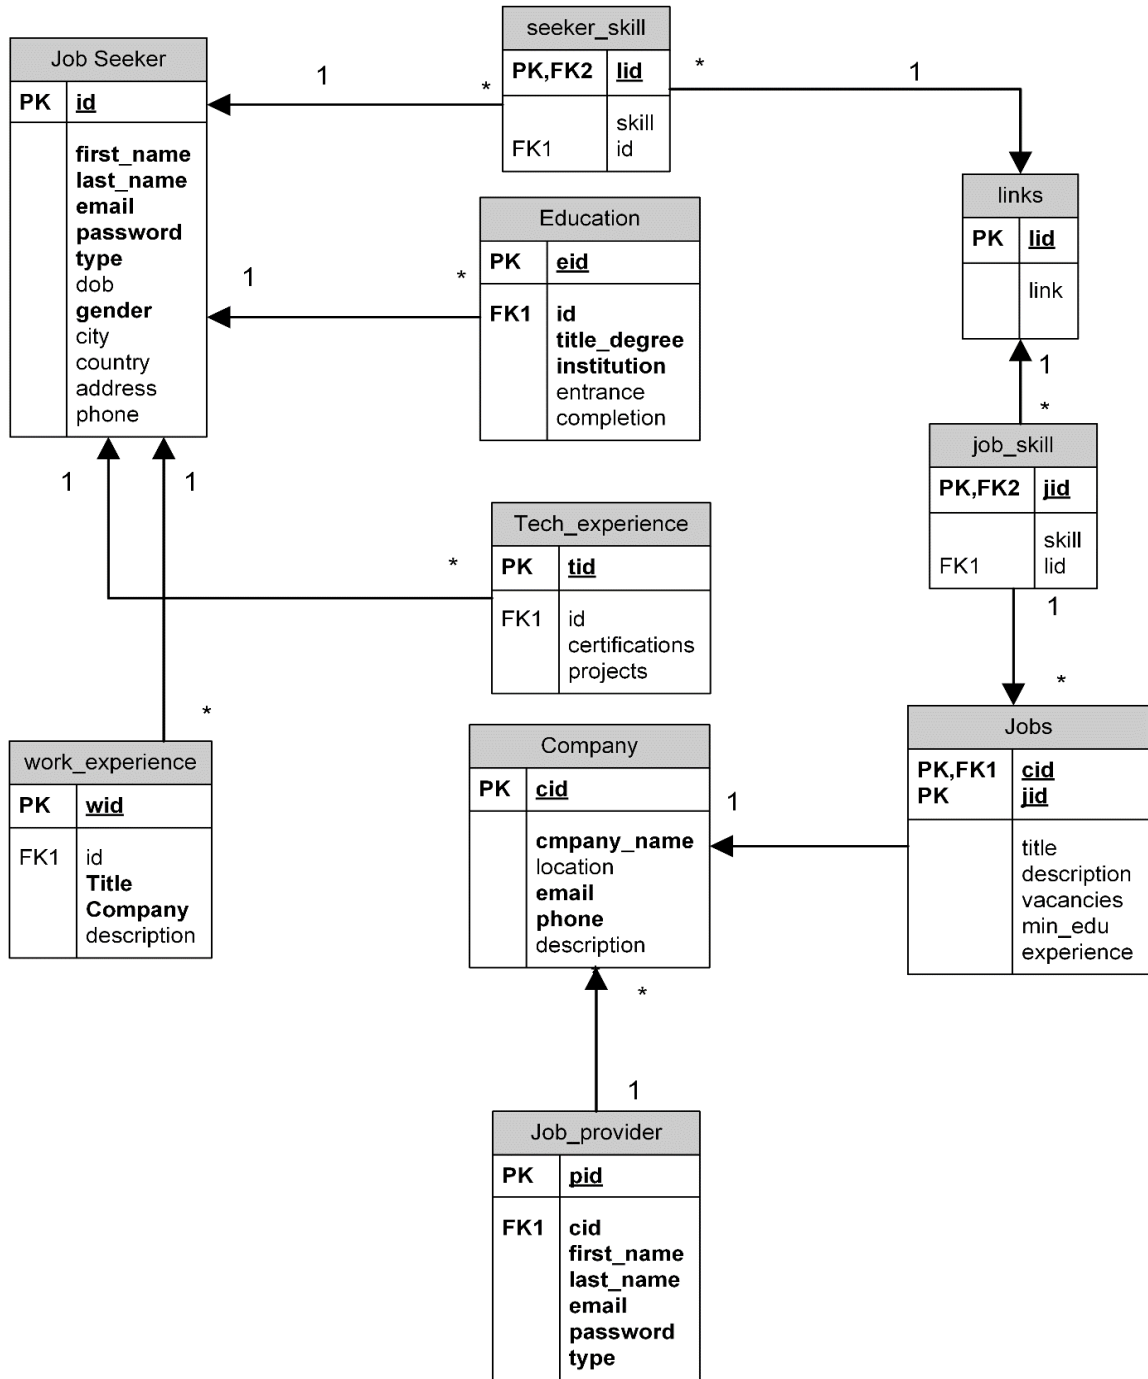 Job Seeker
PK id
first_name
last_name
email
password
type
dob
gender
city
country
address
phone
1
*
seeker_skill
PK,FK2 lid
skill
FK1 id
*
1
links
PK lid
link
1
*
Education
PK eid
FK1 id
title_degree
institution
entrance
completion
1
*
job_skill
PK,FK2 jid
skill
FK1 lid
1
*
1
1
*
Tech_experience
PK tid
FK1 id
certifications
projects
*
work_experience
PK wid
FK1 id
Title
Company
description
Company
PK cid
cmpany_name
location
email
phone
description
1
Jobs
PK,FK1 cid
PK jid
title
description
vacancies
min_edu
experience
*
*
1
Job_provider
PK pid
FK1 cid
first_name
last_name
email
password
type